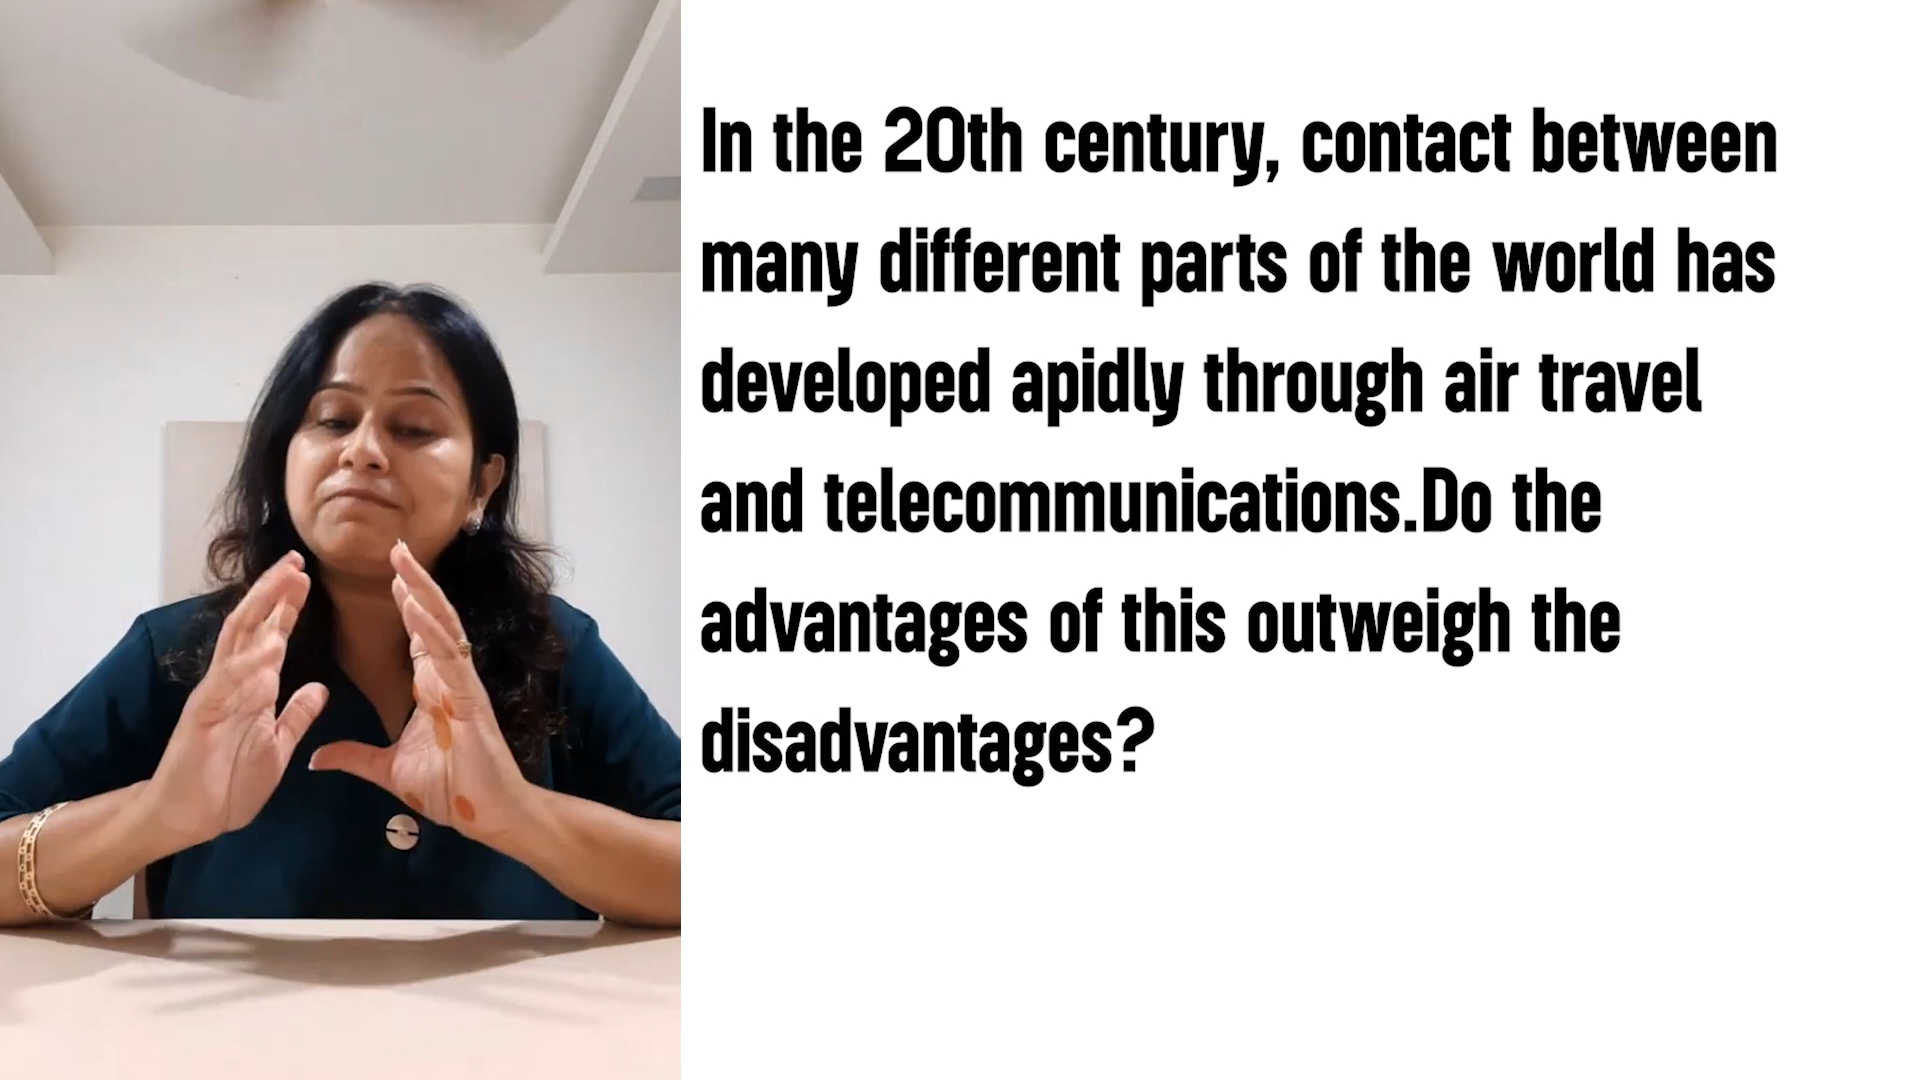 In the 20th century, contact between
many different parts of the world has
developed apidly through air travel
and telecommunications.Do the
advantages of this outweigh the
disadvantages?